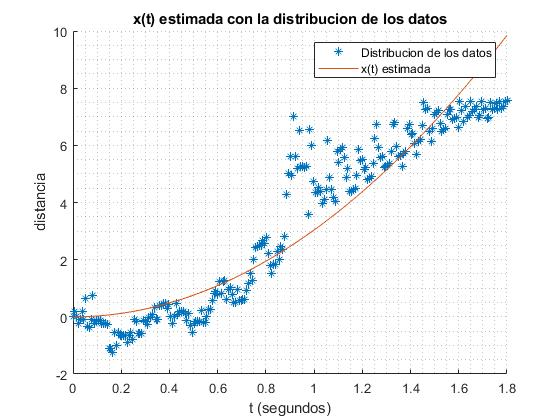 x(t) estimada con la distribucion de los datos
10
Distribucion de los datos
x(t) estimada
8
6
distancia
4
2
0
-2
0 0.2 0.4 0.6 0.8 1 1.2 1.4 1.6 1.8
t (segundos)